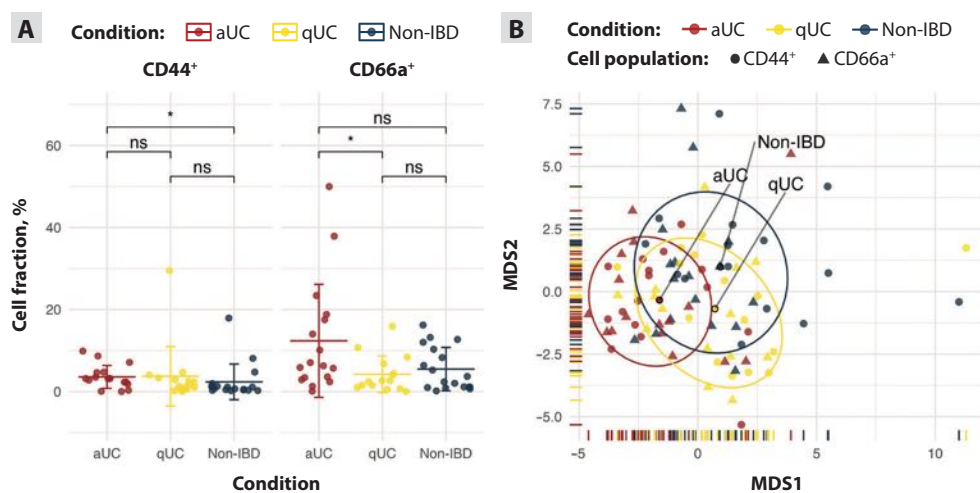 A
Condition: aUC qUC Non-IBD
CD44⁺ CD66a⁺
Cell fraction, %
60
40
20
0
* ns ns
ns * ns
aUC qUC Non-IBD aUC qUC Non-IBD
Condition
B
Condition: aUC qUC Non-IBD
Cell population: CD44⁺ CD66a⁺
MDS2
7.5
5.0
2.5
0.0
−2.5
−5.0
Non-IBD
aUC
qUC
−5 0 5 10
MDS1